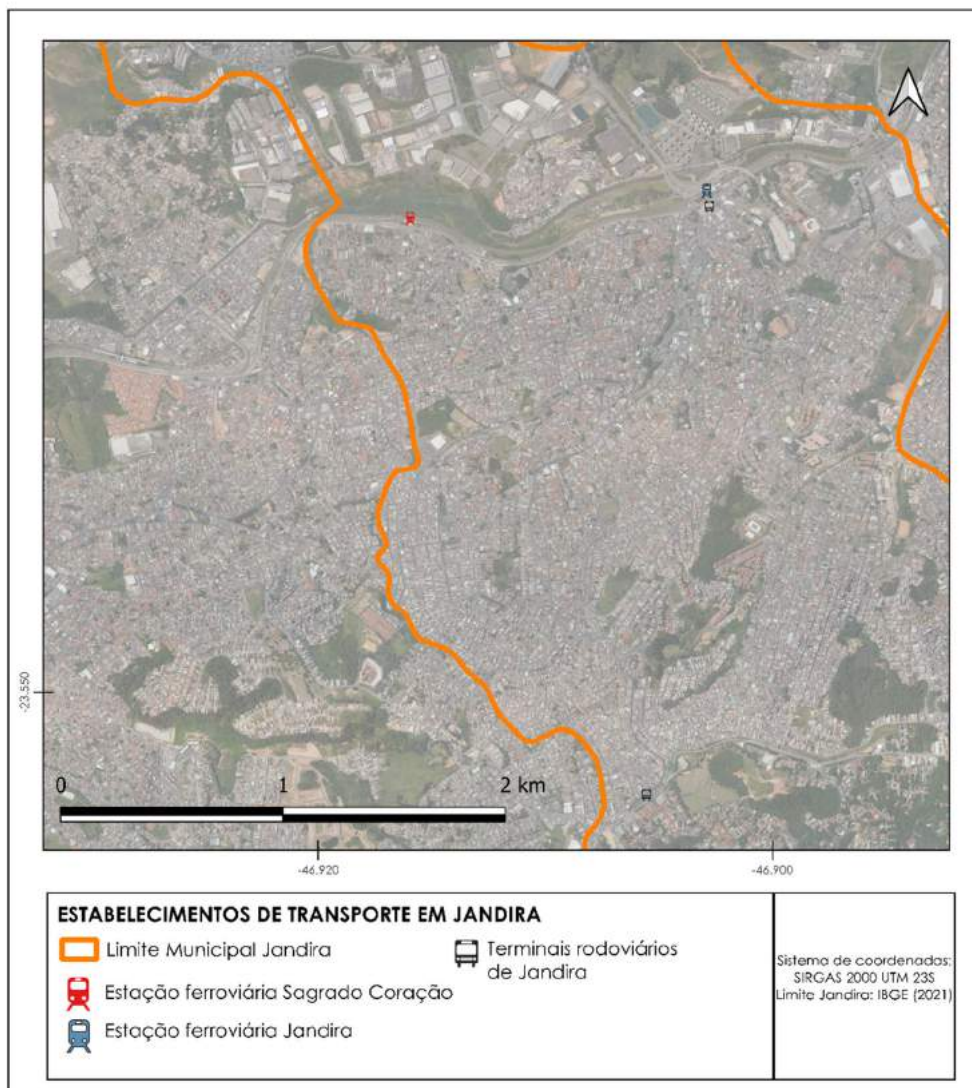 -23.550
0 1 2 km
-46.920
-46.900
ESTABELECIMENTOS DE TRANSPORTE EM JANDIRA
Limite Municipal Jandira
Estação ferroviária Sagrado Coração
Estação ferroviária Jandira
Terminais rodoviários
de Jandira
Sistema de coordenadas:
SIRGAS 2000 UTM 23S
Limite Jandira: IBGE (2021)